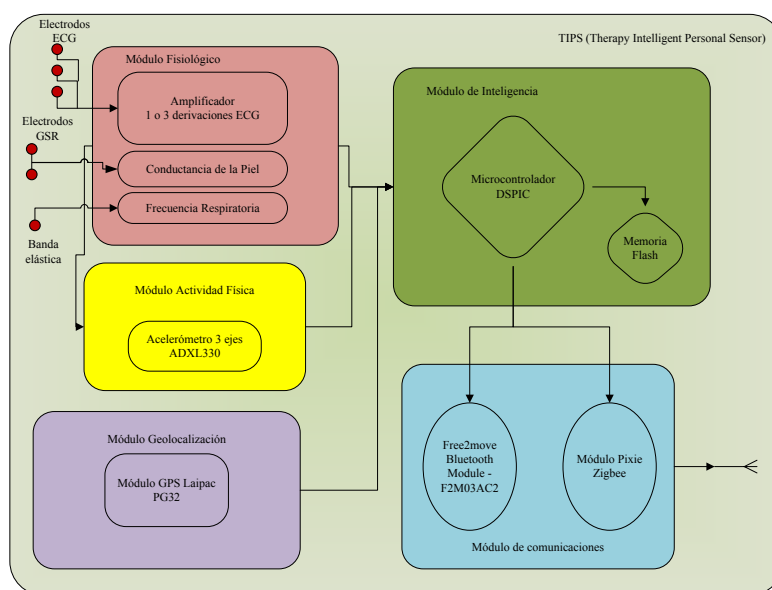 Electrodos
ECG
TIPS (Therapy Intelligent Personal Sensor)
Módulo Fisiológico
Amplificador
1 o 3 derivaciones ECG
Electrodos
GSR
Conductancia de la Piel
Frecuencia Respiratoria
Banda
elástica
Módulo de Inteligencia
Microcontrolador
DSPIC
Memoria
Flash
Módulo Actividad Física
Acelerómetro 3 ejes
ADXL330
Módulo Geolocalización
Módulo GPS Laipac
PG32
Free2move
Bluetooth
Module -
F2M03AC2
Módulo Pixie
Zigbee
Módulo de comunicaciones